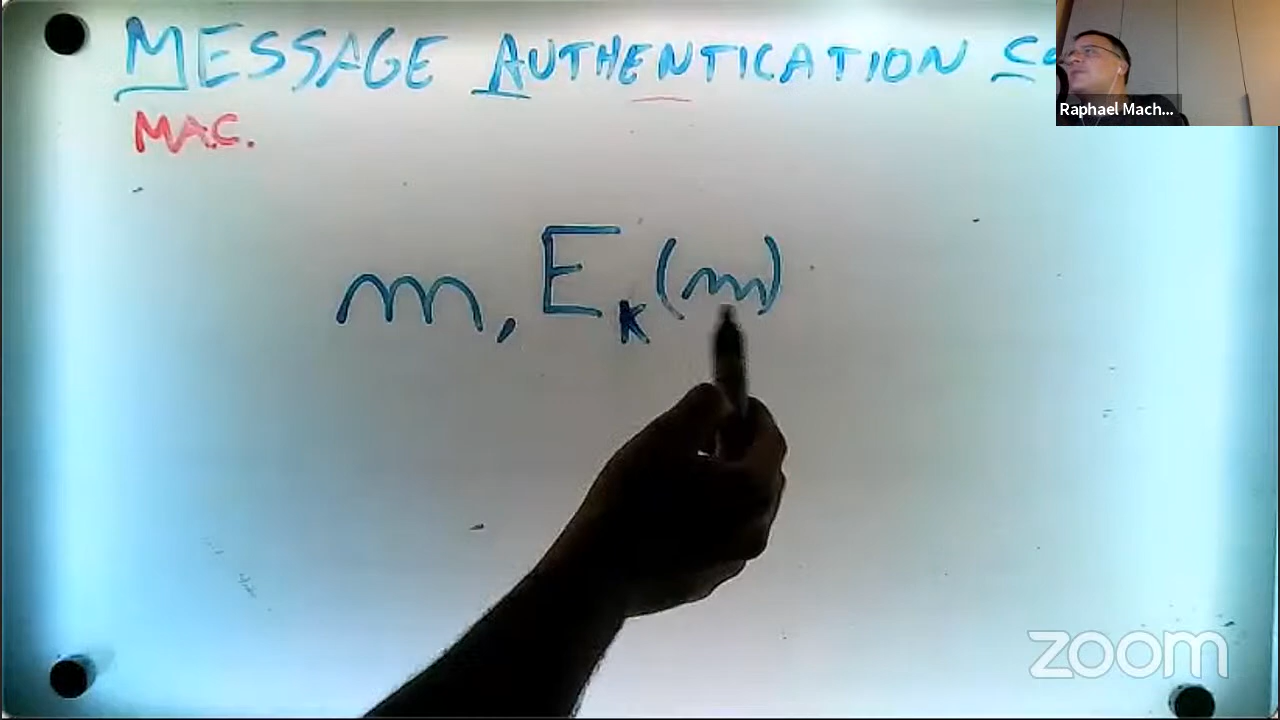 MESSAGE AUTHENTICATION
Raphael Mach...
MAC.
m, E_K(m)
zoom